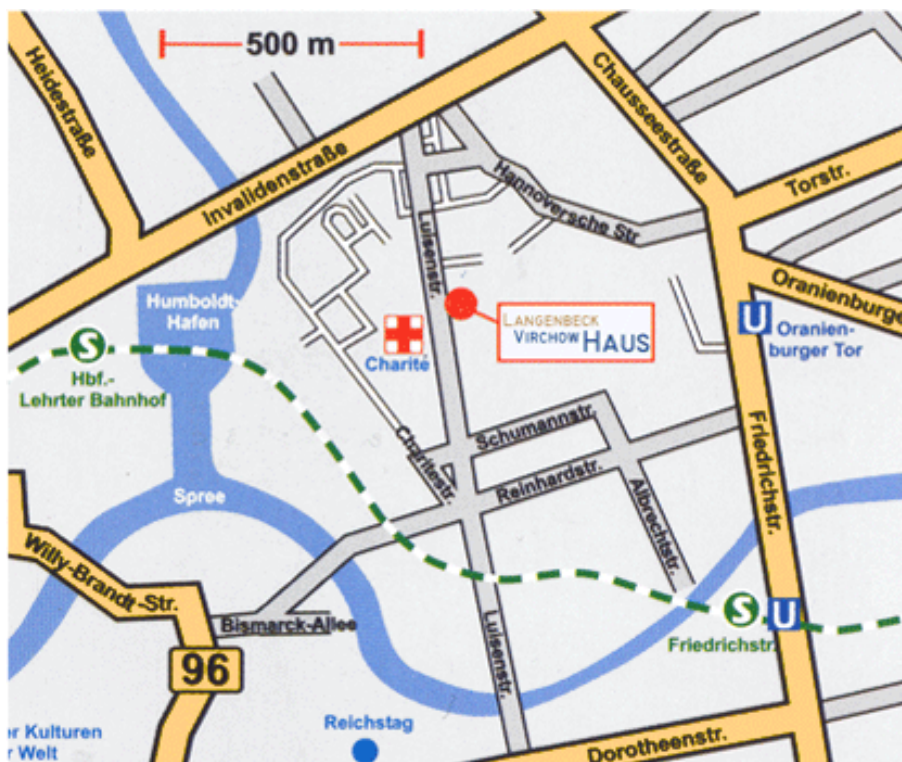 500 m
Heidestraße
Invalidenstraße
Chausseestraße
Torstr.
Hannoversche Str
Luisenstr.
Oranienburger
Humboldt-
Hafen
LANGENBECK
VIRCHOW HAUS
U
Oranien-
burger Tor
S
Hbf.-
Lehrter Bahnhof
Charité
Schumannstr.
Charitéstr.
Reinhardstr.
Friedrichstr.
Albrechtstr.
Spree
Willy-Brandt-Str.
Bismarck-Allee
Luisenstr.
S
U
Friedrichstr.
96
Reichstag
er Kulturen
r Welt
Dorotheenstr.